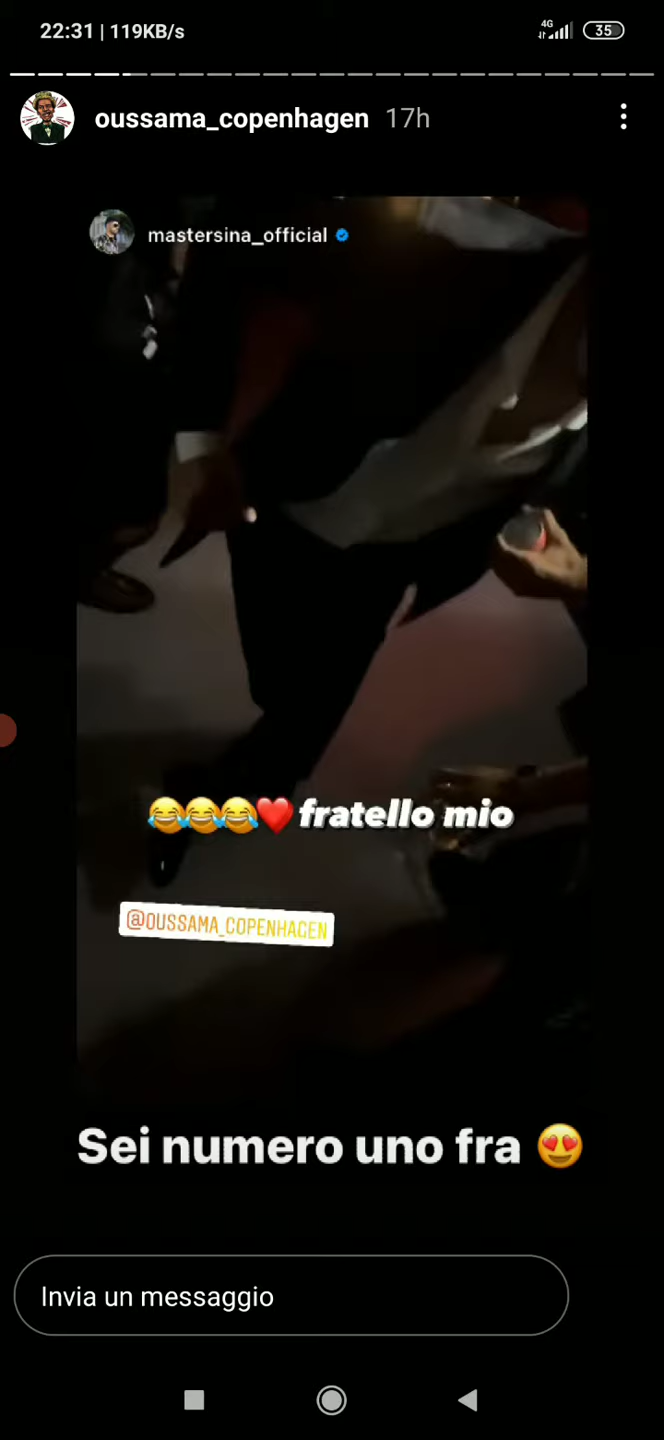 22:31 | 119KB/s
4G
35
oussama_copenhagen 17h
mastersina_official
😂😂😂❤️fratello mio
@OUSSAMA_COPENHAGEN
Sei numero uno fra 😍
Invia un messaggio